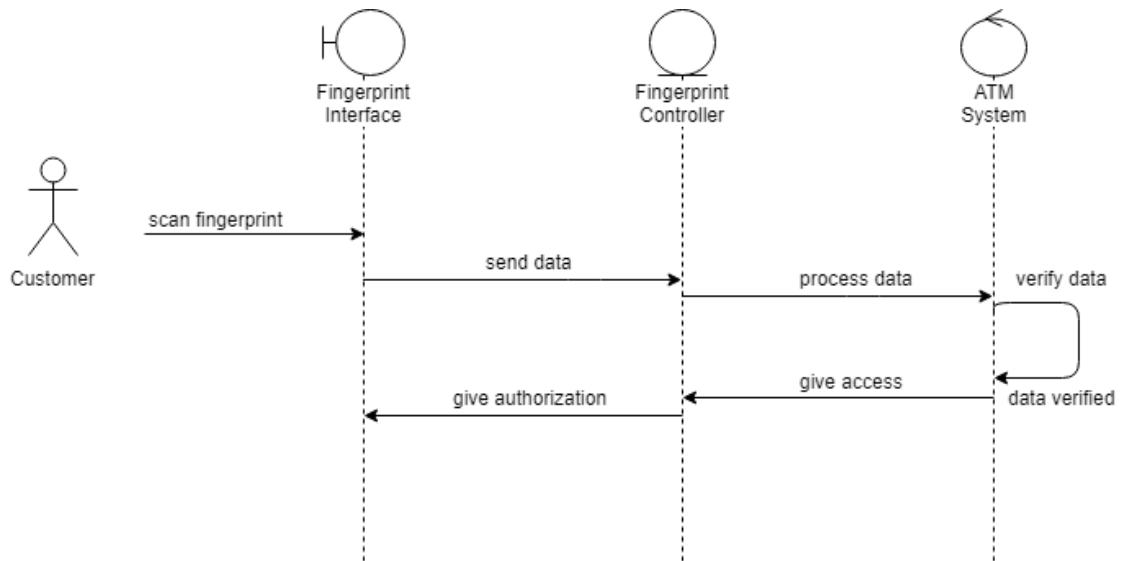 Fingerprint
Interface
Fingerprint
Controller
ATM
System
Customer
scan fingerprint
send data
process data
verify data
give access
data verified
give authorization